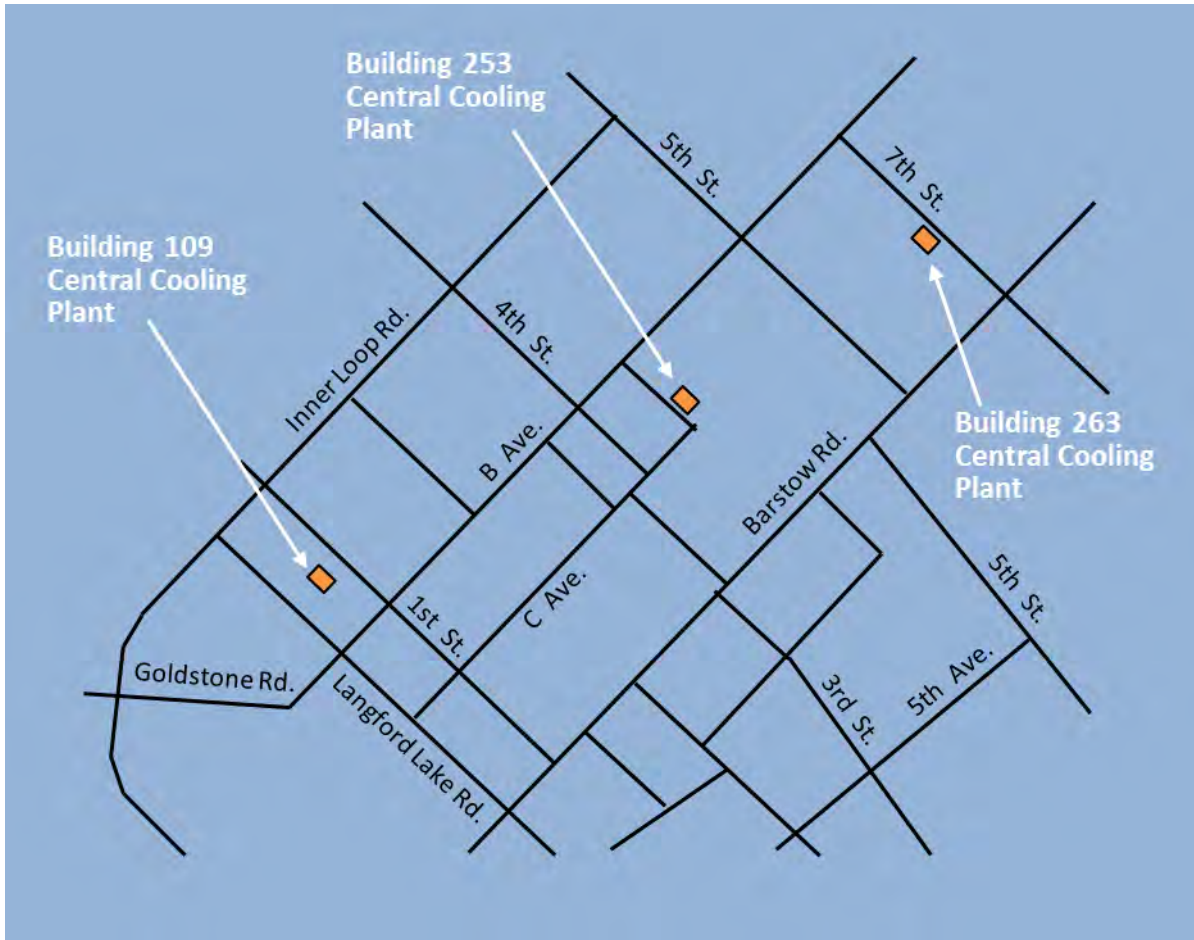 Building 253
Central Cooling
Plant
5th St.
7th St.
Building 109
Central Cooling
Plant
Inner Loop Rd.
4th St.
B Ave.
Building 263
Central Cooling
Plant
Barstow Rd.
C Ave.
1st St.
5th St.
Goldstone Rd.
Langford Lake Rd.
3rd St.
5th Ave.